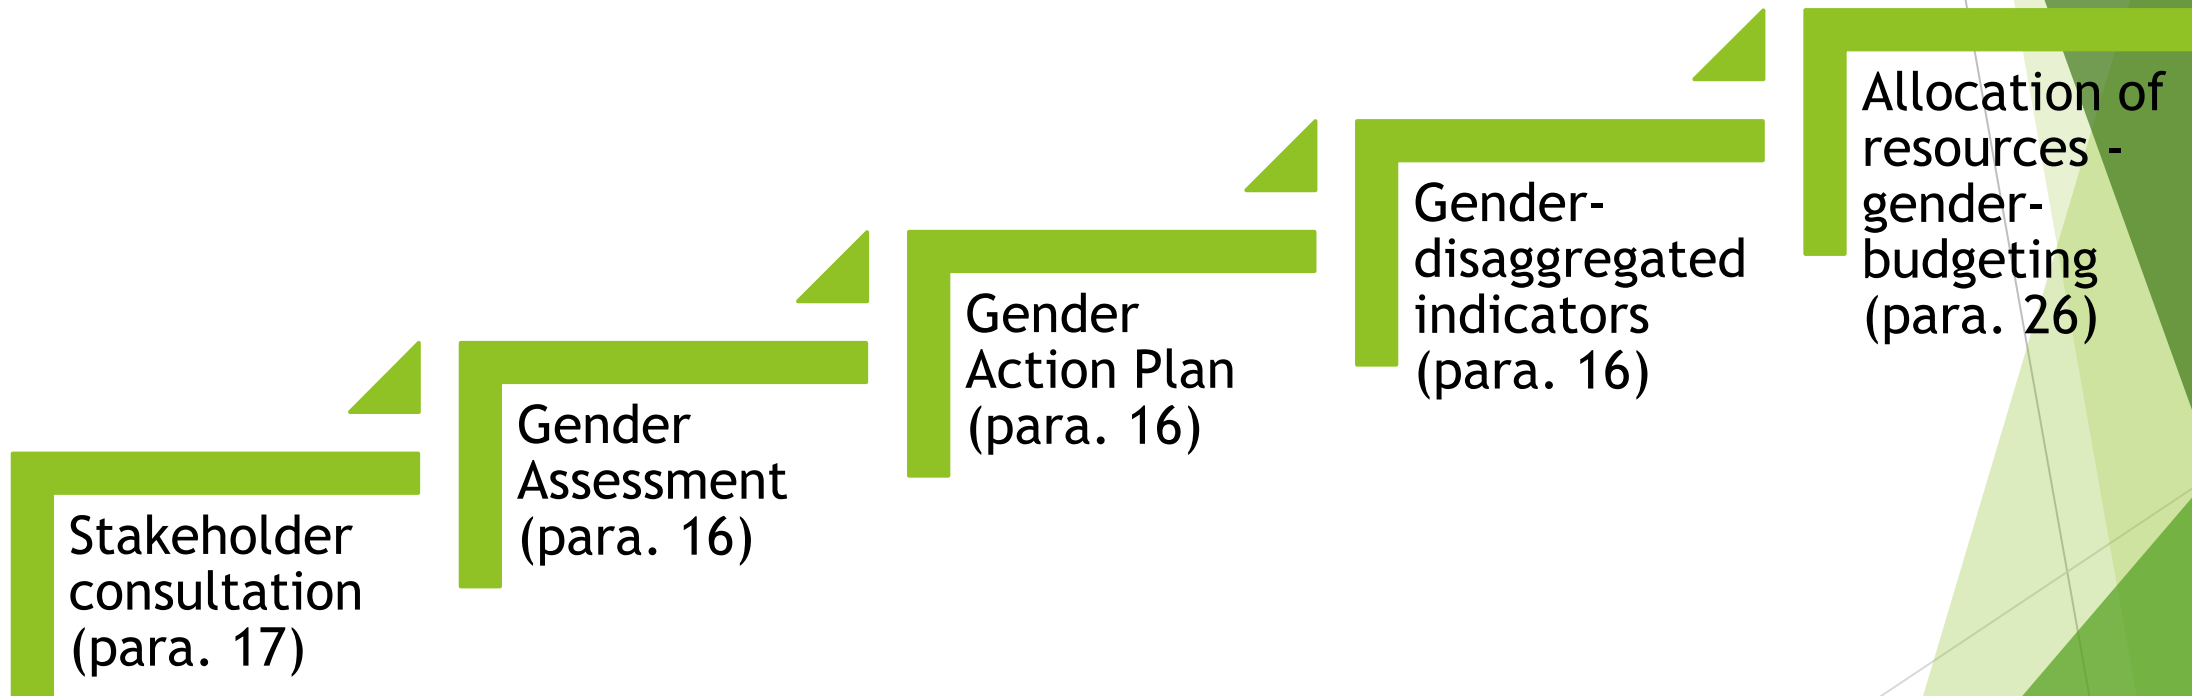 Stakeholder
consultation
(para. 17)
Gender
Assessment
(para. 16)
Gender
Action Plan
(para. 16)
Gender-
disaggregated
indicators
(para. 16)
Allocation of
resources -
gender-
budgeting
(para. 26)